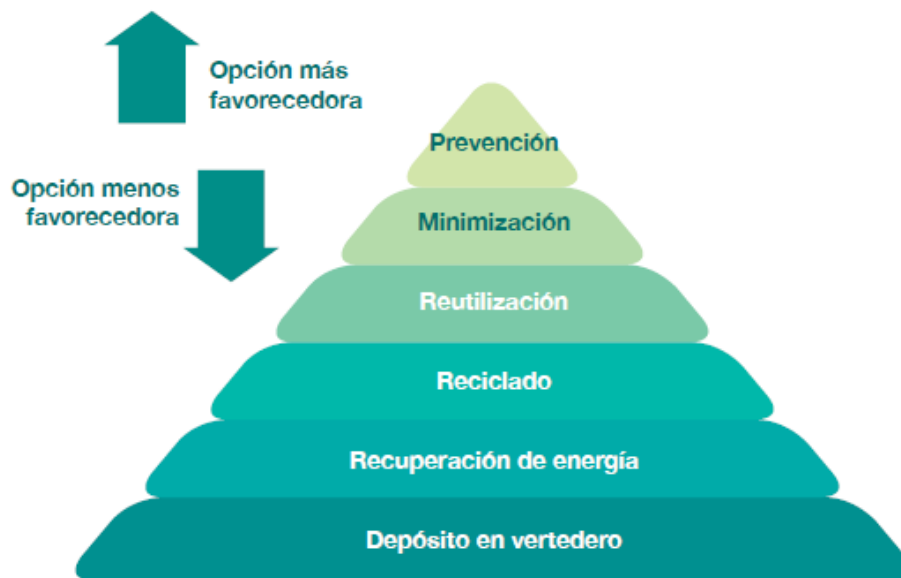 Opción más
favorecedora
Prevención
Opción menos
favorecedora
Minimización
Reutilización
Reciclado
Recuperación de energía
Depósito en vertedero